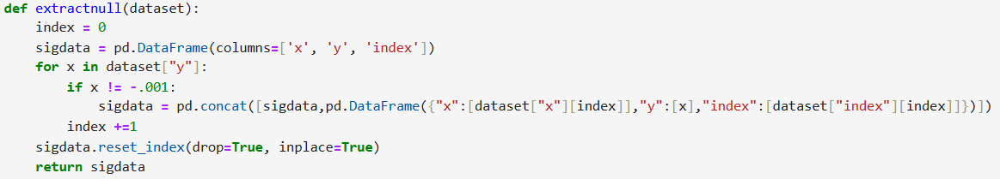 def extractnull(dataset):
    index = 0
    sigdata = pd.DataFrame(columns=['x', 'y', 'index'])
    for x in dataset["y"]:
        if x != -.001:
            sigdata = pd.concat([sigdata,pd.DataFrame({"x":[dataset["x"][index]],"y":[x],"index":[dataset["index"][index]]})])
        index +=1
    sigdata.reset_index(drop=True, inplace=True)
    return sigdata